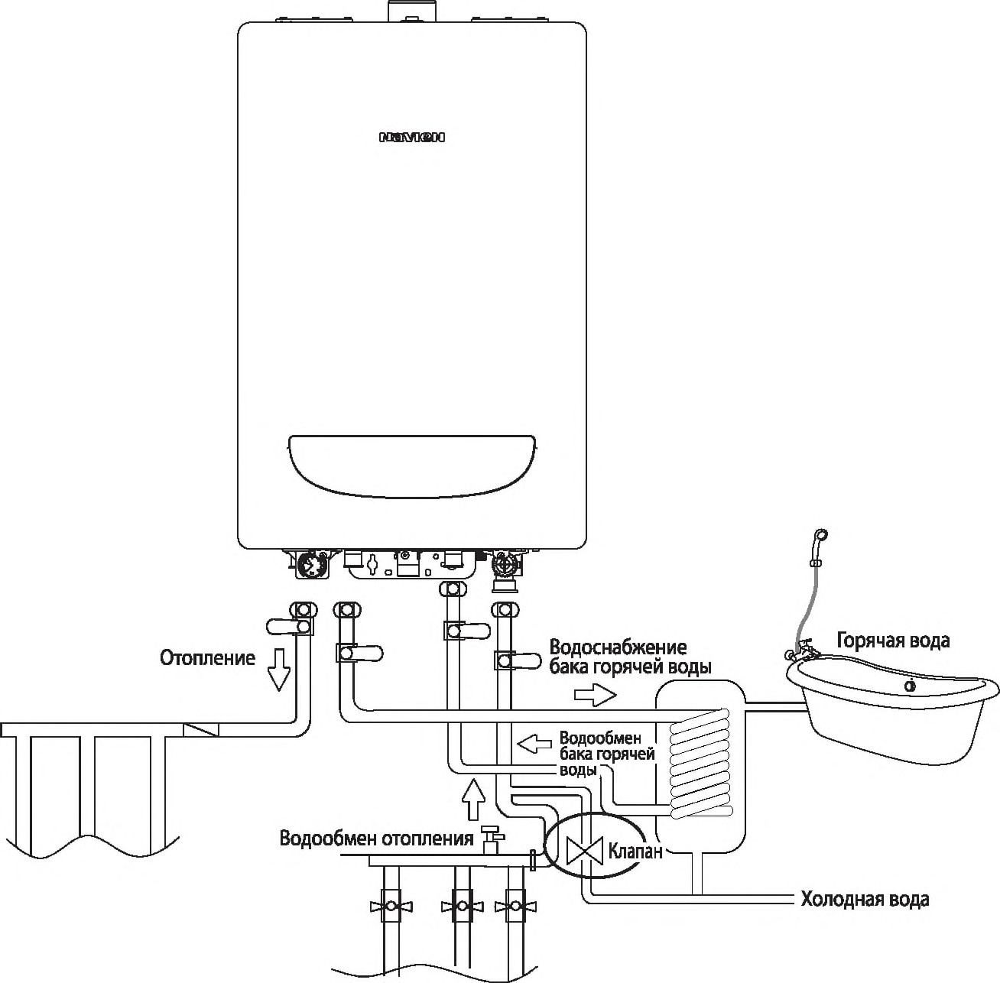 NAVIEN
Отопление
Водоснабжение
бака горячей воды
Горячая вода
Водообмен
бака горячей
воды
Водообмен отопления
Клапан
Холодная вода